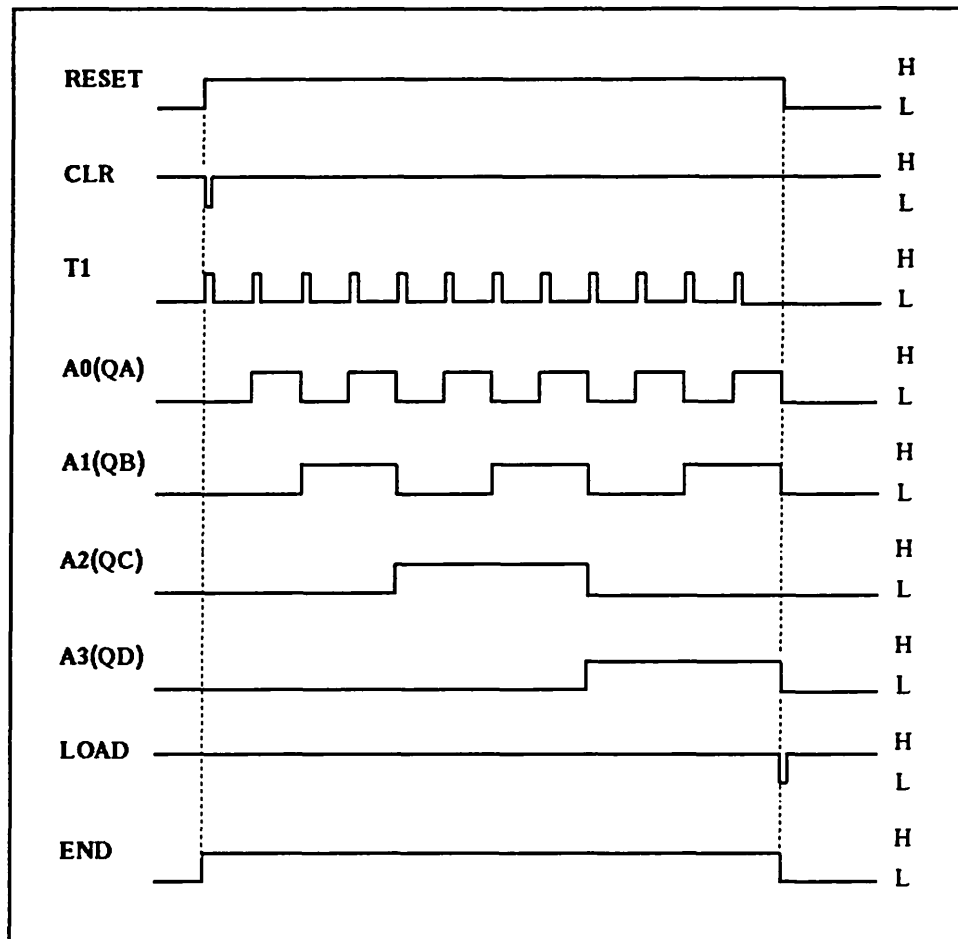 RESET H
L
CLR H
L
T1 H
L
A0(QA) H
L
A1(QB) H
L
A2(QC) H
L
A3(QD) H
L
LOAD H
L
END H
L